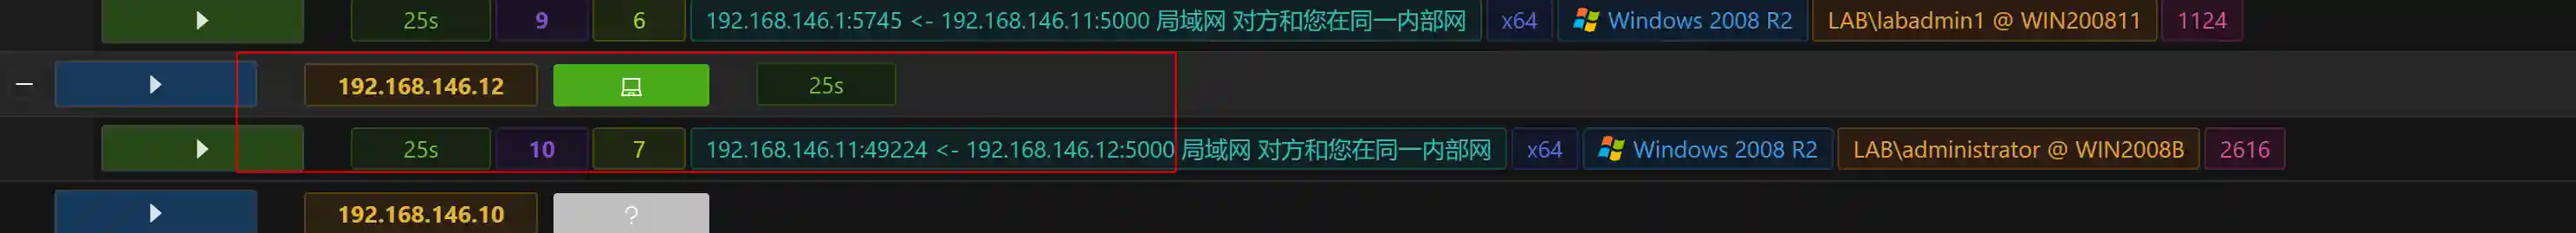 25s 9 6 192.168.146.1:5745 <- 192.168.146.11:5000 局域网 对方和您在同一内部网 x64 Windows 2008 R2 LAB\labadmin1 @ WIN200811 1124
192.168.146.12 25s
25s 10 7 192.168.146.11:49224 <- 192.168.146.12:5000 局域网 对方和您在同一内部网 x64 Windows 2008 R2 LAB\administrator @ WIN2008B 2616
192.168.146.10 ?